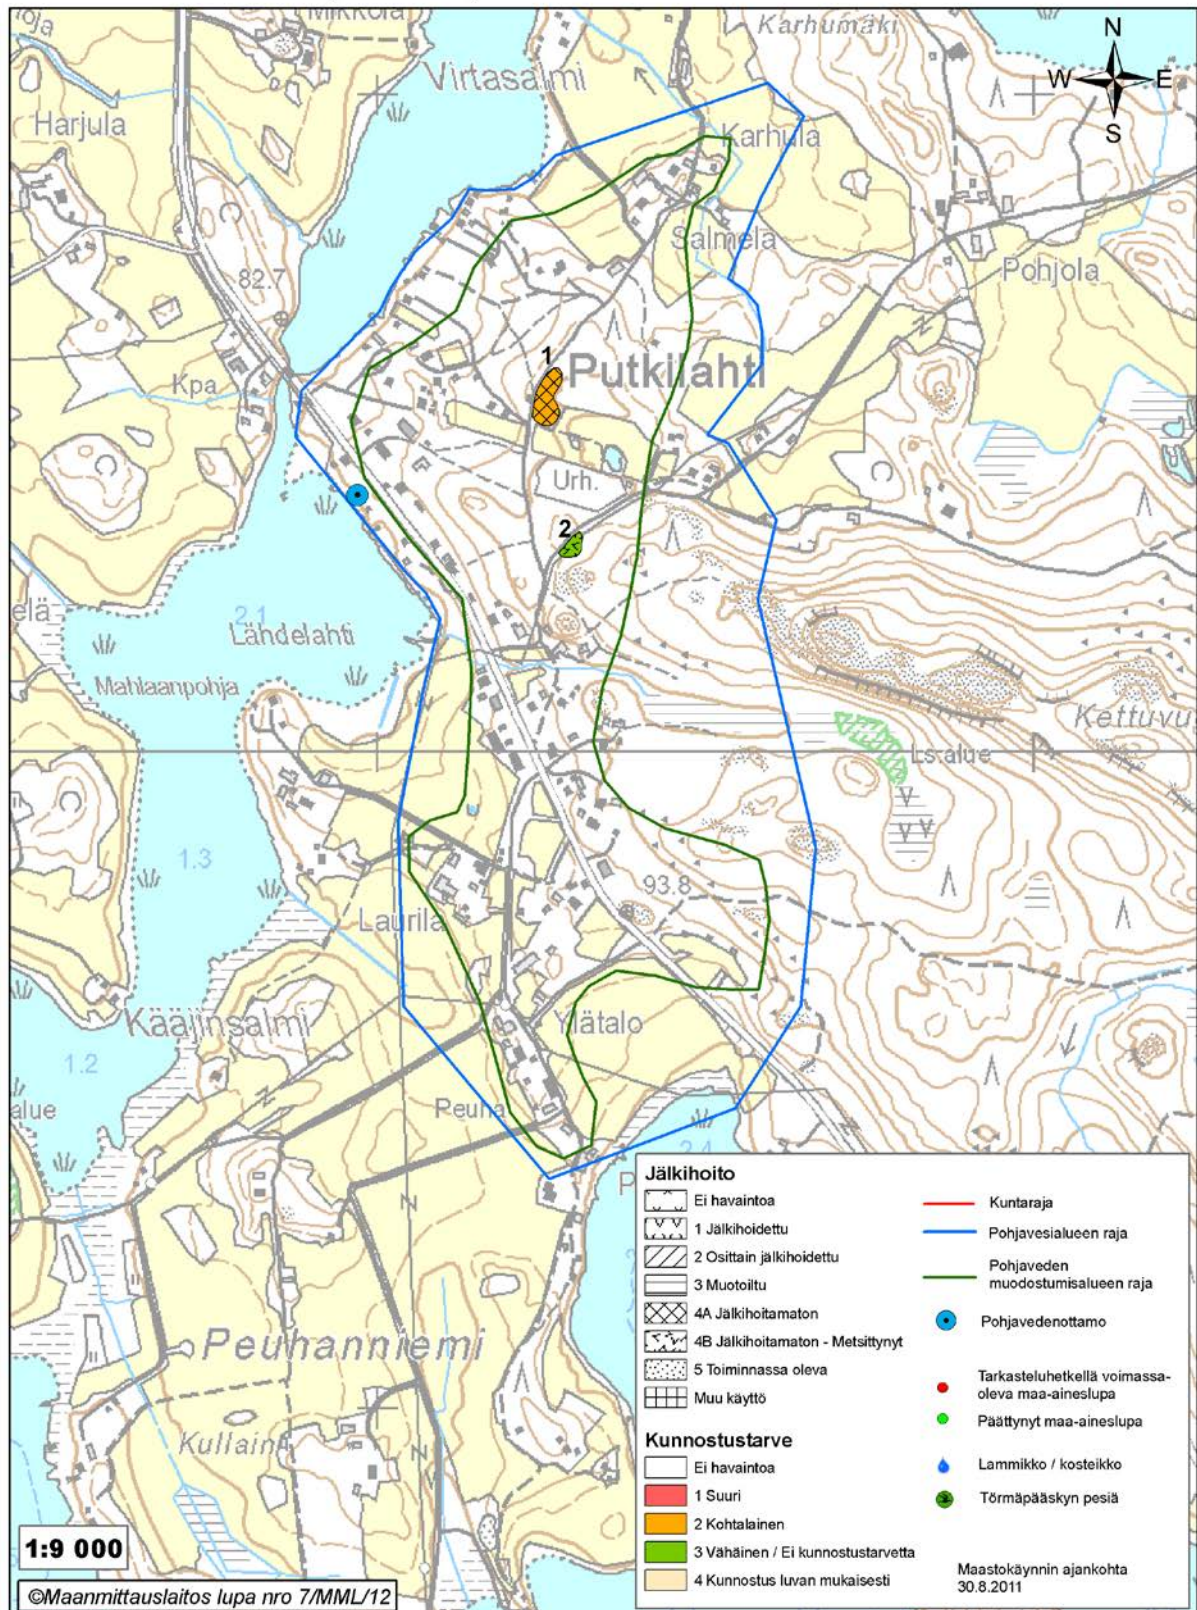 Mikkola
Karhumäki
N
W
E
S
Virtasalmi
Harjula
Karhula
Salmela
Pohjola
82.7
1
Putkilahti
Kpa
Urh.
2
2.1
Lähdelahti
Mahlaanpohja
Kettuvu
Ls.alue
1.3
93.8
Laurila
Kääjinsalmi
Ylätalo
1.2
alue
Peuha
2.4
P
Peuhanniemi
Kullain
Jälkihoito
Ei havaintoa
1 Jälkihoidettu
2 Osittain jälkihoidettu
3 Muotoiltu
4A Jälkihoitamaton
4B Jälkihoitamaton - Metsittynyt
5 Toiminnassa oleva
Muu käyttö
Kunnostustarve
Ei havaintoa
1 Suuri
2 Kohtalainen
3 Vähäinen / Ei kunnostustarvetta
4 Kunnostus luvan mukaisesti
Kuntaraja
Pohjavesialueen raja
Pohjaveden
muodostumisalueen raja
Pohjavedenottamo
Tarkasteluhetkellä voimassa-
oleva maa-aineslupa
Päättynyt maa-aineslupa
Lammikko / kosteikko
Törmäpääskyn pesiä
Maastokäynnin ajankohta
30.8.2011
1:9 000
©Maanmittauslaitos lupa nro 7/MML/12